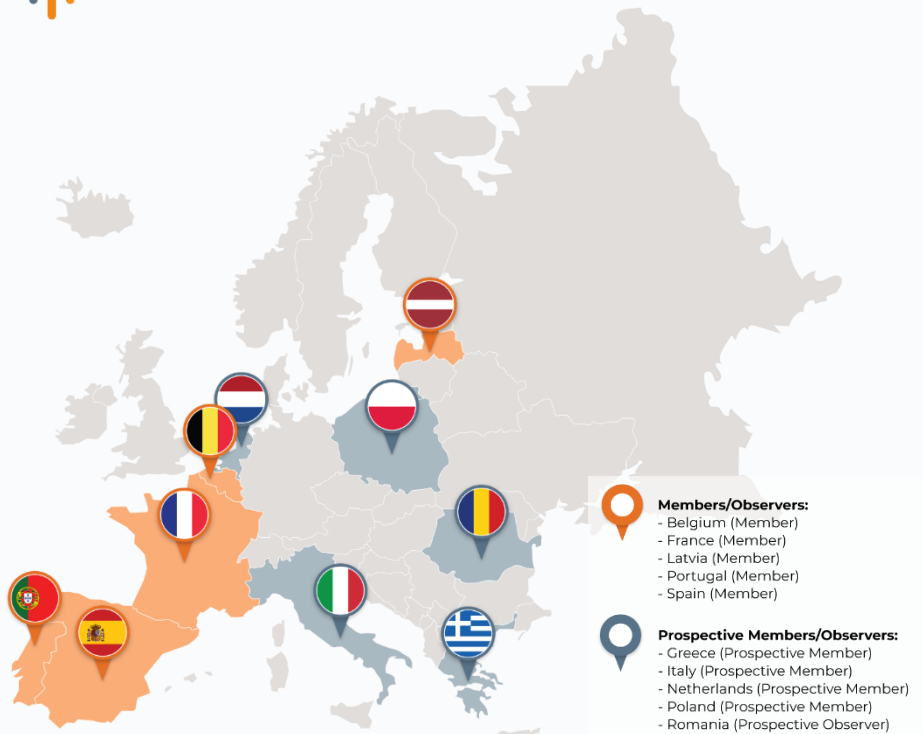 Members/Observers:
- Belgium (Member)
- France (Member)
- Latvia (Member)
- Portugal (Member)
- Spain (Member)
Prospective Members/Observers:
- Greece (Prospective Member)
- Italy (Prospective Member)
- Netherlands (Prospective Member)
- Poland (Prospective Member)
- Romania (Prospective Observer)